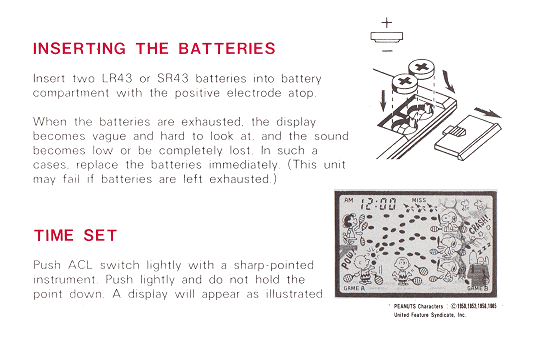 +
−
INSERTING THE BATTERIES
Insert two LR43 or SR43 batteries into battery
compartment with the positive electrode atop.
When the batteries are exhausted, the display
becomes vague and hard to look at, and the sound
becomes low or be completely lost. In such a
cases, replace the batteries immediately. (This unit
may fail if batteries are left exhausted.)
TIME SET
Push ACL switch lightly with a sharp-pointed
instrument. Push lightly and do not hold the
point down. A display will appear as illustrated.
AM 12:00 MISS
CRASH!
POW!
ZZZ
GAME A GAME B
PEANUTS Characters: ©1950,1952,1958,1965
United Feature Syndicate, Inc.